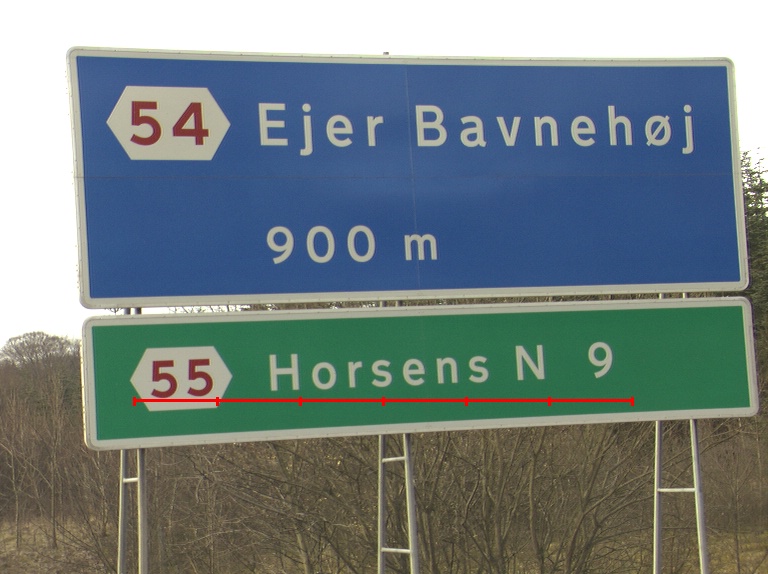 54 Ejer Bavnehøj
900 m
55 Horsens N 9